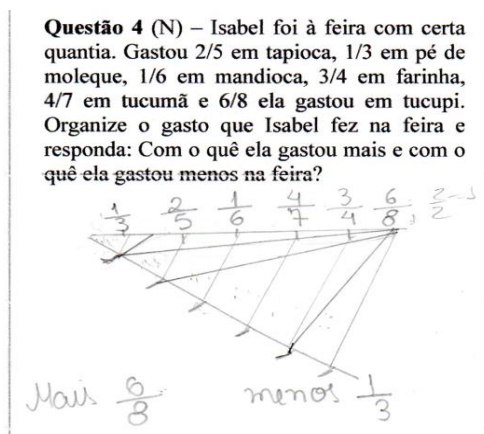 Questão 4 (N) – Isabel foi à feira com certa
quantia. Gastou 2/5 em tapioca, 1/3 em pé de
moleque, 1/6 em mandioca, 3/4 em farinha,
4/7 em tucumã e 6/8 ela gastou em tucupi.
Organize o gasto que Isabel fez na feira e
responda: Com o quê ela gastou mais e com o
quê ela gastou menos na feira?
1/3 2/5 1/6 4/7 3/4 6/8
Mais 6/8 menos 1/3